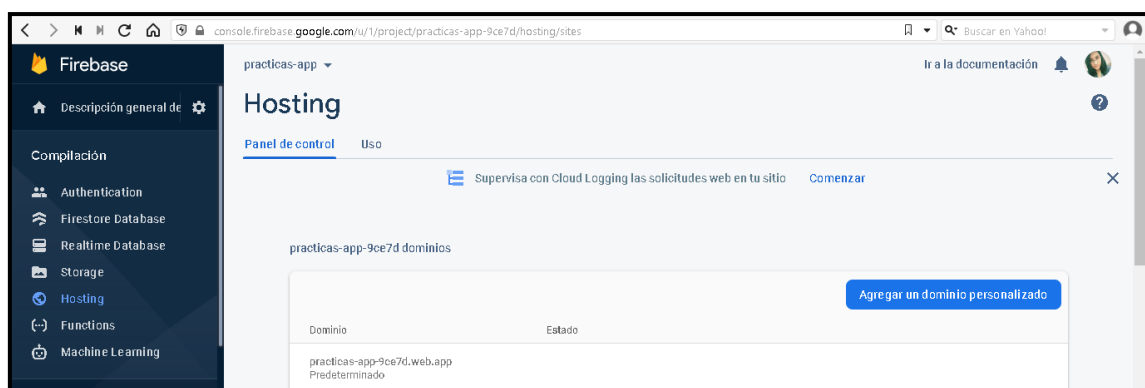 console.firebase.google.com/u/1/project/practicas-app-9ce7d/hosting/sites
Buscar en Yahoo!
Firebase
practicas-app
Ir a la documentación
Descripción general de
Hosting
Panel de control
Uso
Compilación
Supervisa con Cloud Logging las solicitudes web en tu sitio
Comenzar
Authentication
Firestore Database
Realtime Database
Storage
Hosting
Functions
Machine Learning
practicas-app-9ce7d dominios
Agregar un dominio personalizado
Dominio
Estado
practicas-app-9ce7d.web.app
Predeterminado